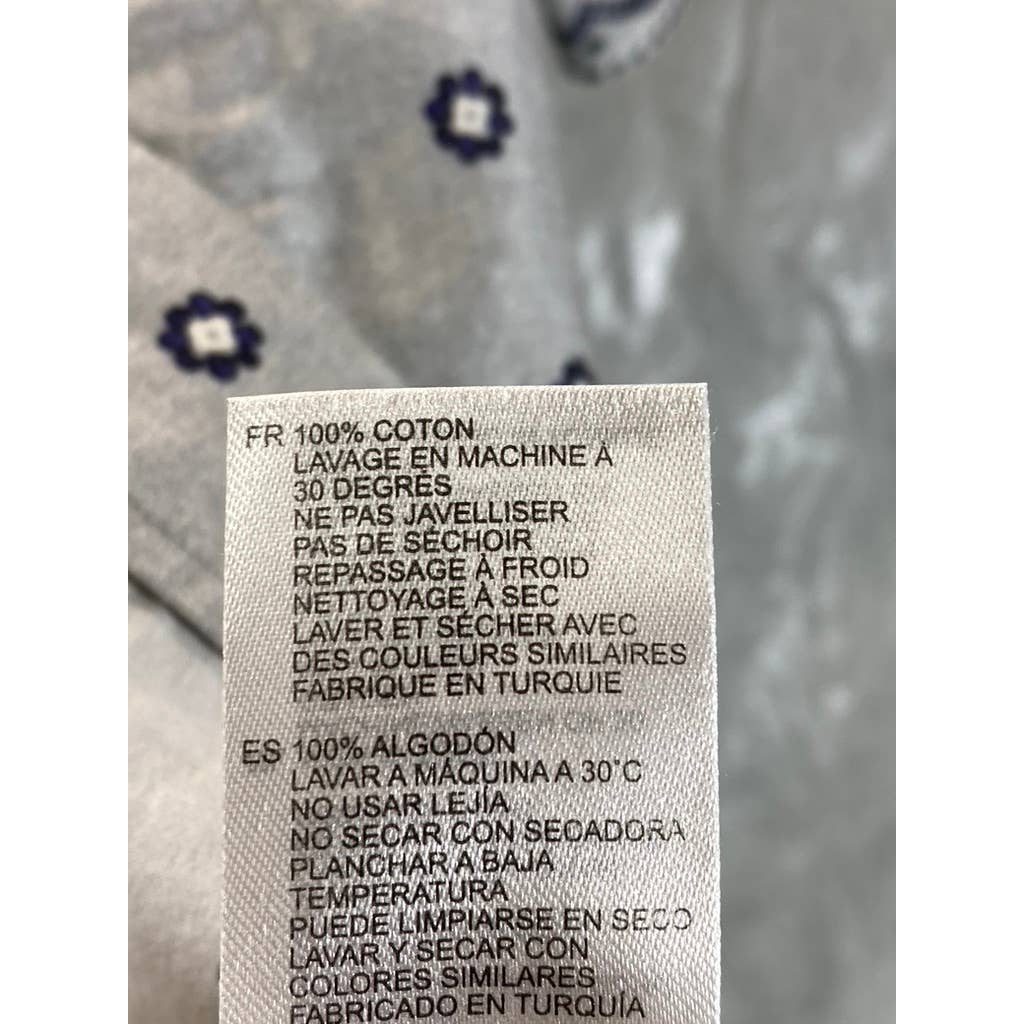 FR 100% COTON
LAVAGE EN MACHINE À
30 DEGRÉS
NE PAS JAVELLISER
PAS DE SÉCHOIR
REPASSAGE À FROID
NETTOYAGE À SEC
LAVER ET SÉCHER AVEC
DES COULEURS SIMILAIRES
FABRIQUE EN TURQUIE
ES 100% ALGODÓN
LAVAR A MÁQUINA A 30°C
NO USAR LEJÍA
NO SECAR CON SECADORA
PLANCHAR A BAJA
TEMPERATURA
PUEDE LIMPIARSE EN SECO
LAVAR Y SECAR CON
COLORES SIMILARES
FABRICADO EN TURQUÍA